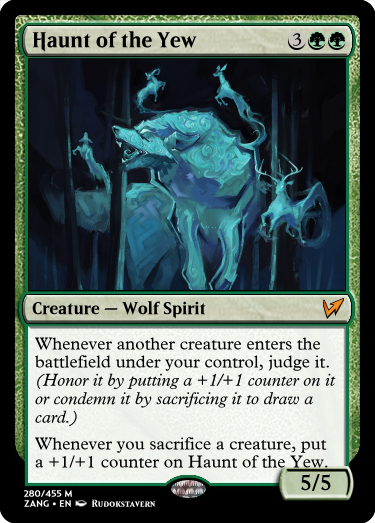 Haunt of the Yew 3
Creature — Wolf Spirit
Whenever another creature enters the
battlefield under your control, judge it.
(Honor it by putting a +1/+1 counter on it
or condemn it by sacrificing it to draw a
card.)
Whenever you sacrifice a creature, put
a +1/+1 counter on Haunt of the Yew.
5/5
280/455 M
ZANG • EN Rudokstavern